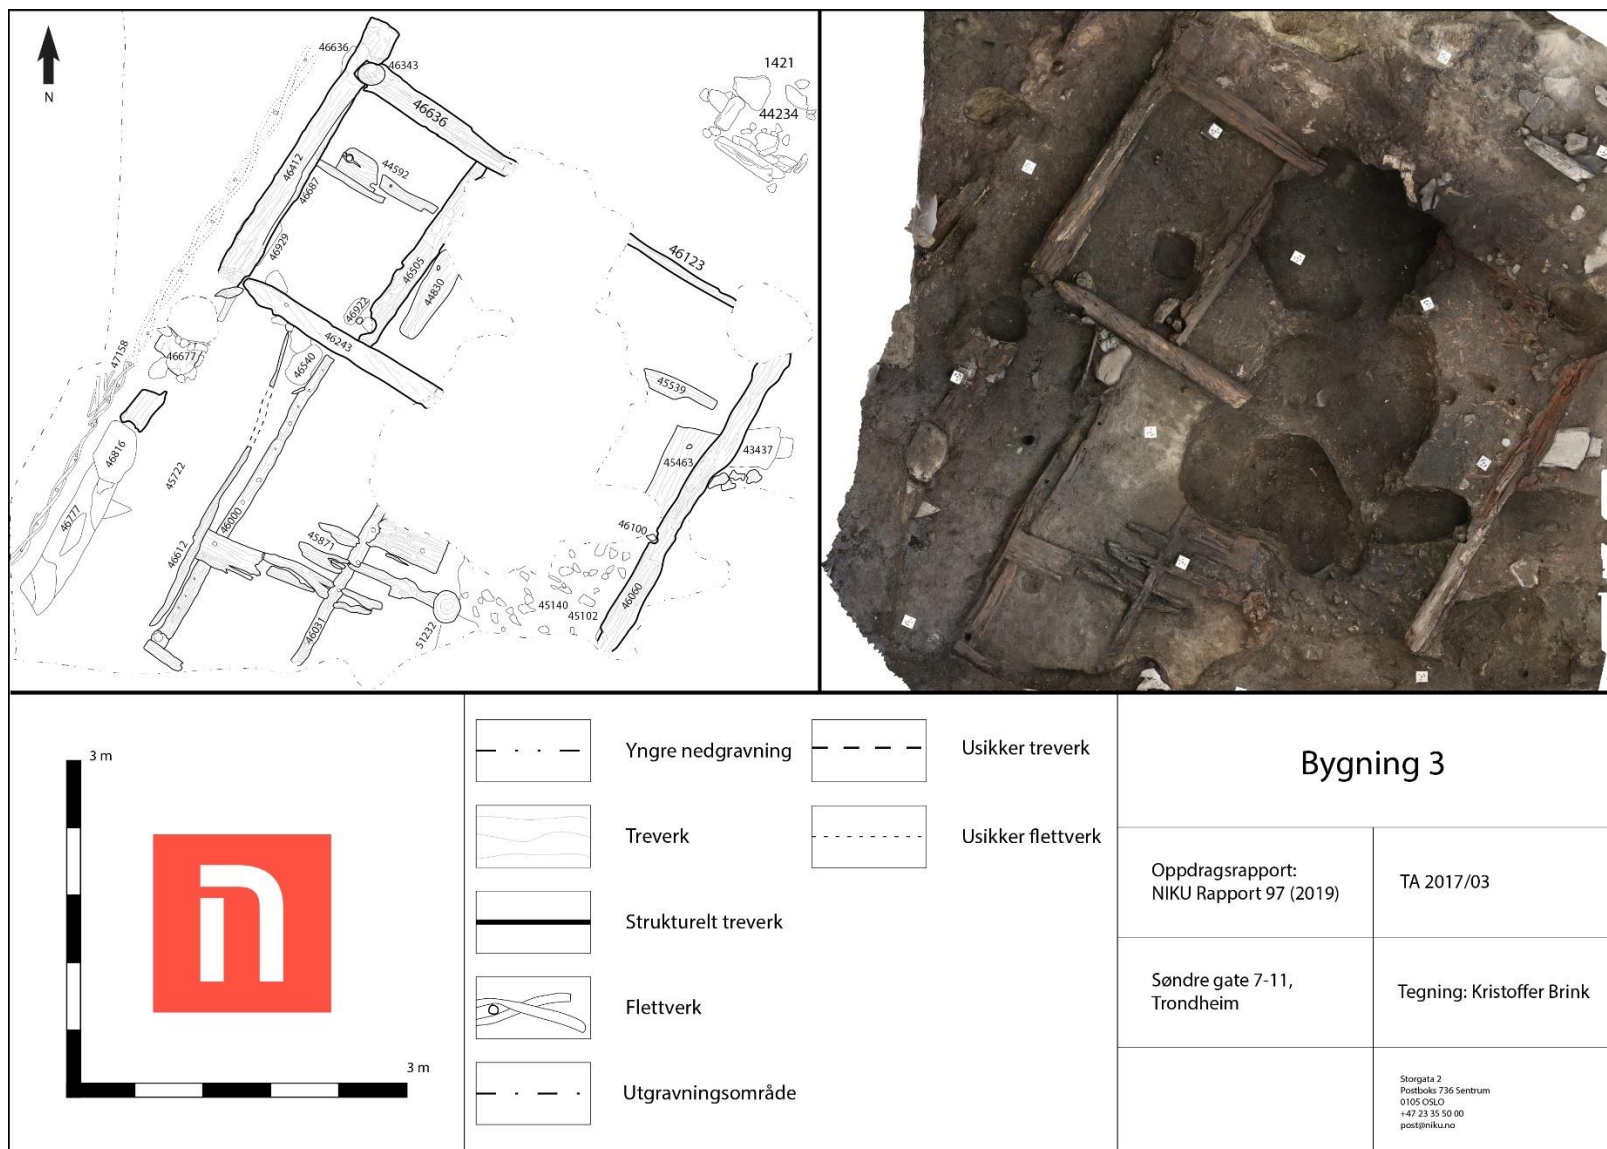 N
46636
46343
46636
1421
44234
46412
44592
46687
46929
46505
46123
44830
46922
46243
47158
46677
46540
45539
46816
45722
45463
43437
46777
46000
46612
45871
46100
45140
45102
46060
46031
51232
3 m
3 m
Yngre nedgravning
Usikker treverk
Treverk
Usikker flettverk
Strukturelt treverk
Flettverk
Utgravningsområde
Bygning 3
Oppdragsrapport:
NIKU Rapport 97 (2019)
TA 2017/03
Søndre gate 7-11,
Trondheim
Tegning: Kristoffer Brink
Storgata 2
Postboks 736 Sentrum
0105 OSLO
+47 23 35 50 00
post@niku.no